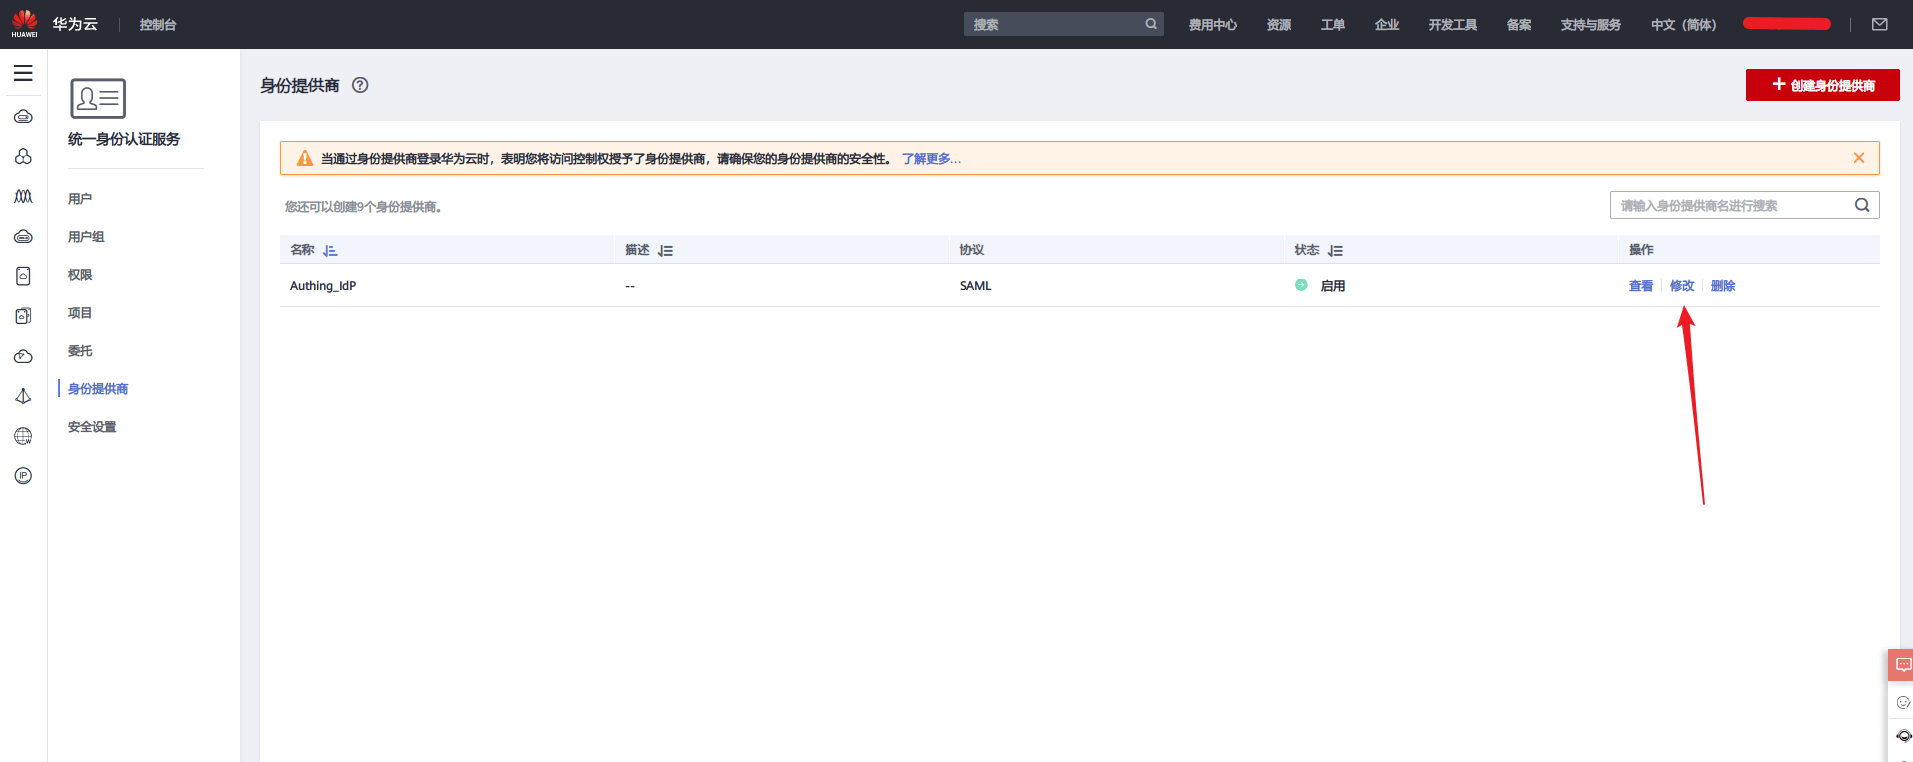 HUAWEI
华为云 控制台 搜索 费用中心 资源 工单 企业 开发工具 备案 支持与服务 中文（简体）
身份提供商 ?
+ 创建身份提供商
统一身份认证服务
用户
用户组
权限
项目
委托
身份提供商
安全设置
当通过身份提供商登录华为云时，表明您将访问控制权授予了身份提供商，请确保您的身份提供商的安全性。 了解更多...
您还可以创建9个身份提供商。
请输入身份提供商名进行搜索
名称 描述 协议 状态 操作
Authing_IdP -- SAML 启用 查看 修改 删除
W
IP